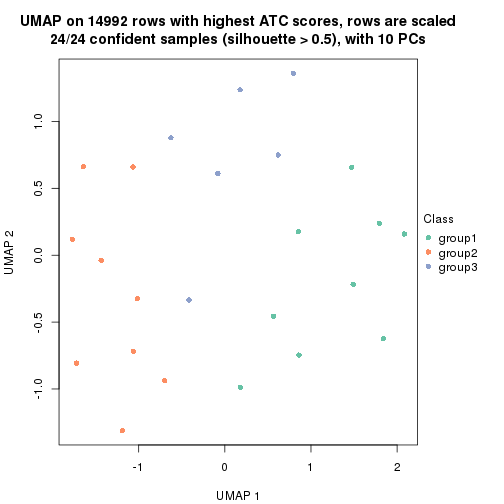 UMAP on 14992 rows with highest ATC scores, rows are scaled
24/24 confident samples (silhouette > 0.5), with 10 PCs
UMAP 2
1.0
0.5
0.0
-0.5
-1.0
-1
0
1
2
UMAP 1
Class
group1
group2
group3